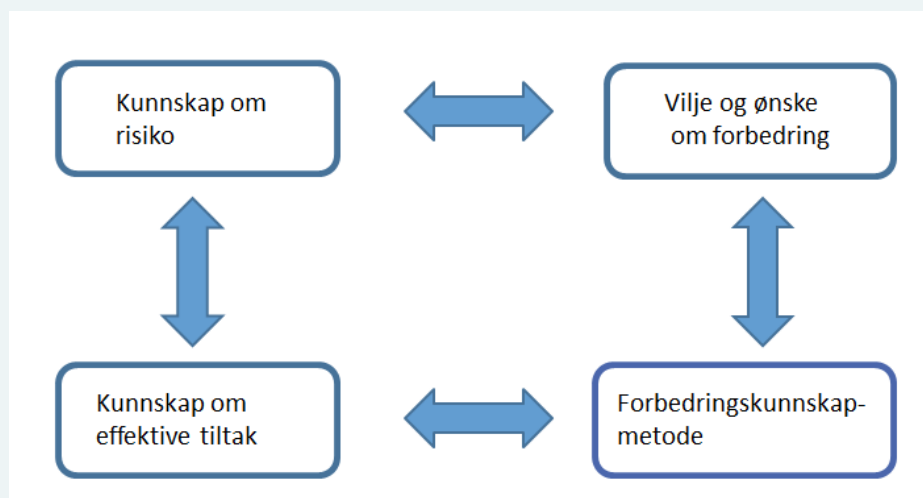 Kunnskap om
risiko
Vilje og ønske
om forbedring
Kunnskap om
effektive tiltak
Forbedringskunnskap-
metode